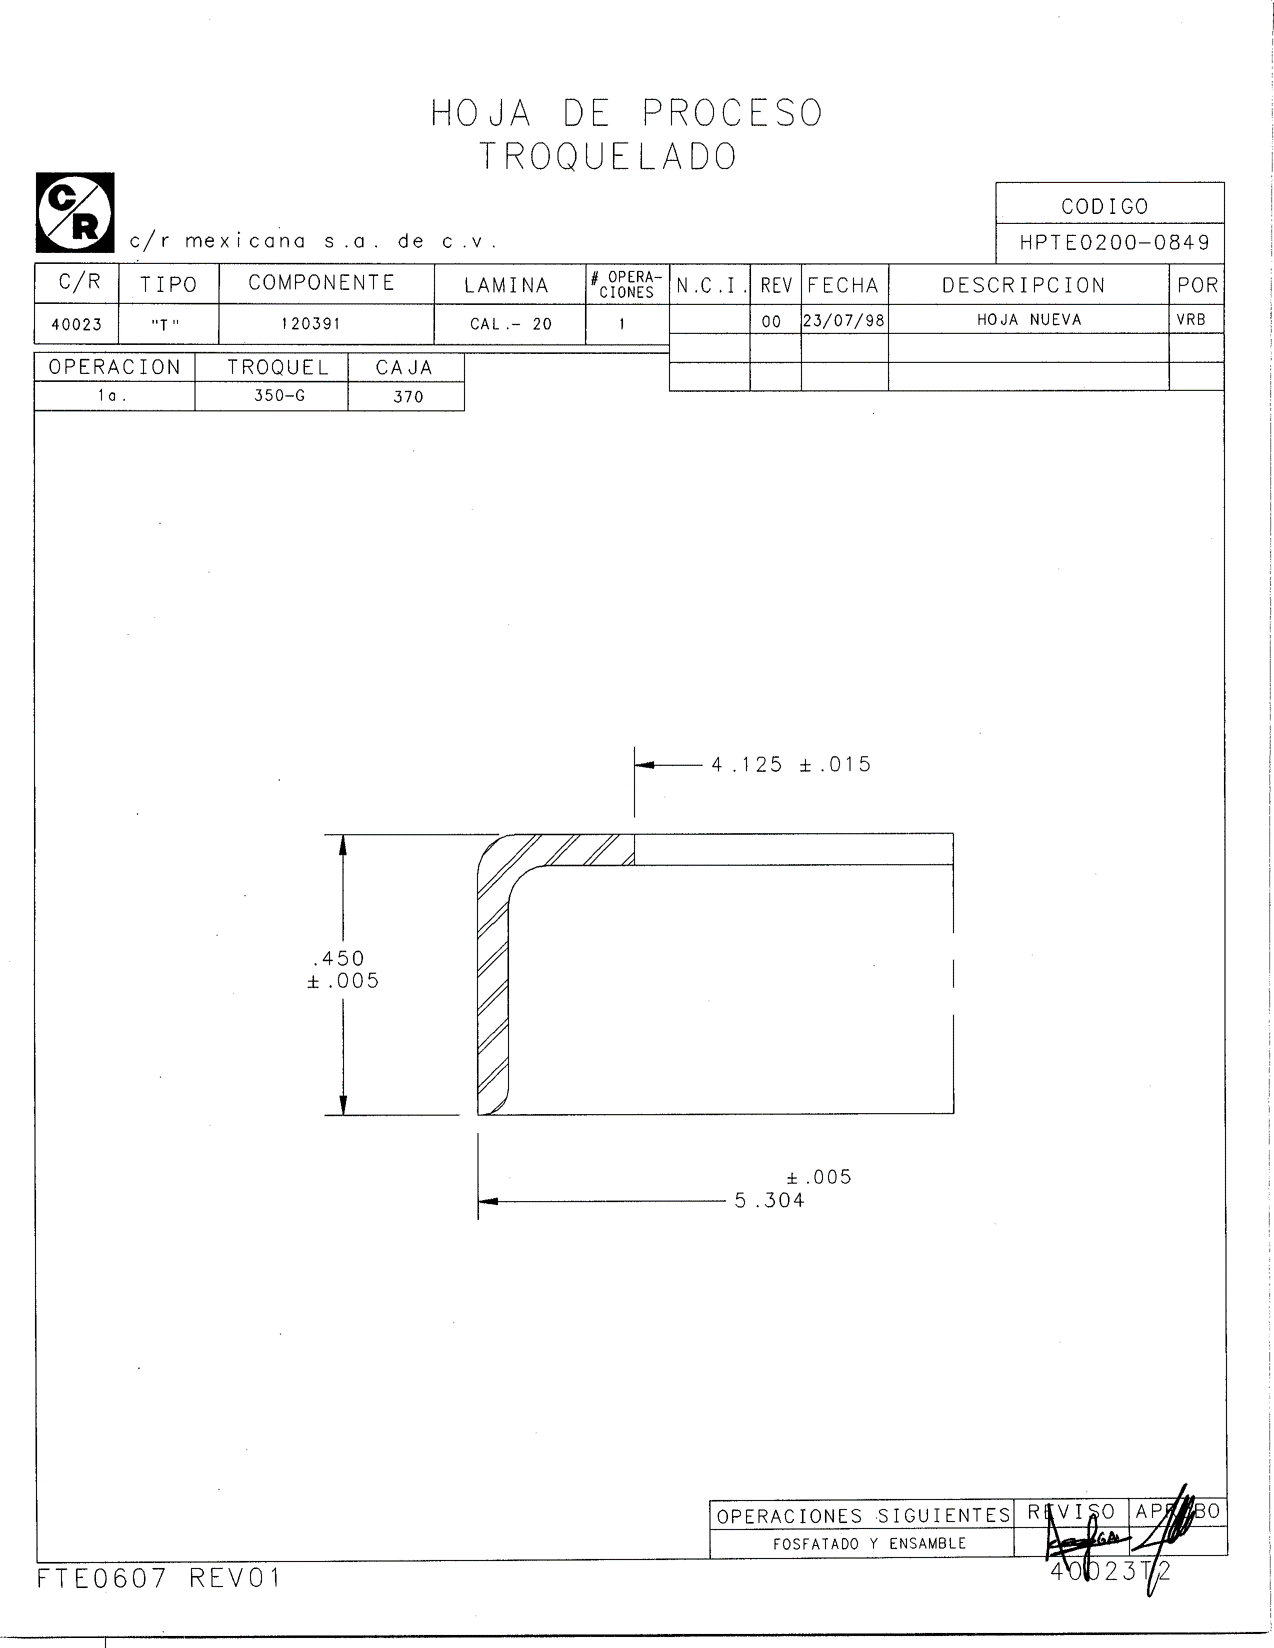 HOJA DE PROCESO
TROQUELADO
C/R
c/r mexicana s.a. de c.v.
CODIGO
HPTE0200-0849
C/R TIPO COMPONENTE LAMINA # OPERA-CIONES N.C.I. REV FECHA DESCRIPCION POR
40023 "T" 120391 CAL.- 20 1 00 23/07/98 HOJA NUEVA VRB
OPERACION TROQUEL CAJA
1a. 350-G 370
4.125 ±.015
.450
±.005
±.005
5.304
OPERACIONES SIGUIENTES REVISO APROBO
FOSFATADO Y ENSAMBLE
FTE0607 REV01
40023T2